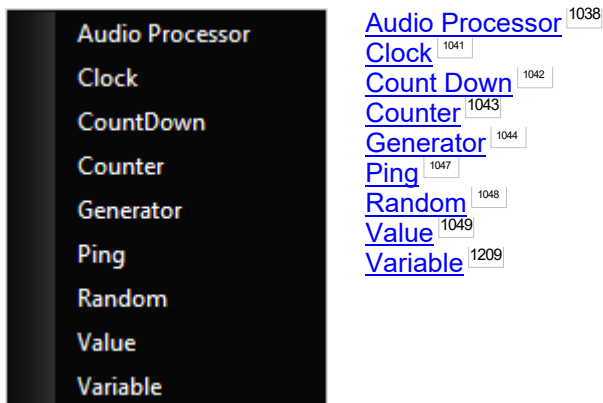 Audio Processor
Clock
CountDown
Counter
Generator
Ping
Random
Value
Variable
Audio Processor 1038
Clock 1041
Count Down 1042
Counter 1043
Generator 1044
Ping 1047
Random 1048
Value 1049
Variable 1209